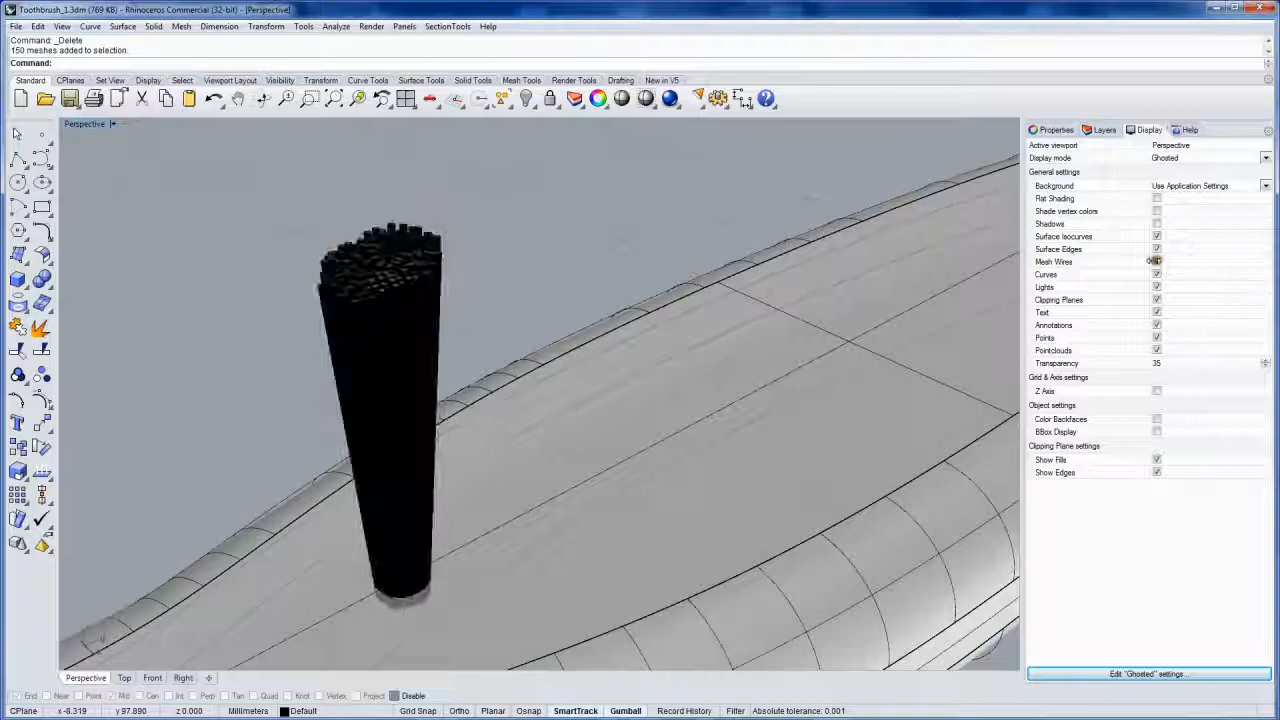 Toothbrush_1.3dm (769 KB) - Rhinoceros Commercial (32-bit) - [Perspective]
File Edit View Curve Surface Solid Mesh Dimension Transform Tools Analyze Render Panels SectionTools Help
Command: _Delete
150 meshes added to selection.
Command:
Standard CPlanes Set View Display Select Viewport Layout Visibility Transform Curve Tools Surface Tools Solid Tools Mesh Tools Render Tools Drafting New in V5
Perspective
Properties Layers Display Help
Active viewport Perspective
Display mode Ghosted
General settings
Background Use Application Settings
Flat Shading
Shade vertex colors
Shadows
Surface Isocurves
Surface Edges
Mesh Wires
Curves
Lights
Clipping Planes
Text
Annotations
Points
Pointclouds
Transparency 35
Grid & Axis settings
Z Axis
Object settings
Color Backfaces
BBox Display
Clipping Plane settings
Show Fills
Show Edges
Edit "Ghosted" settings...
Perspective Top Front Right
End Near Point Mid Cen Int Perp Tan Quad Knot Vertex Project Disable
CPlane x -8.319 y 97.890 z 0.000 Millimeters Default Grid Snap Ortho Planar Osnap SmartTrack Gumball Record History Filter Absolute tolerance: 0.001